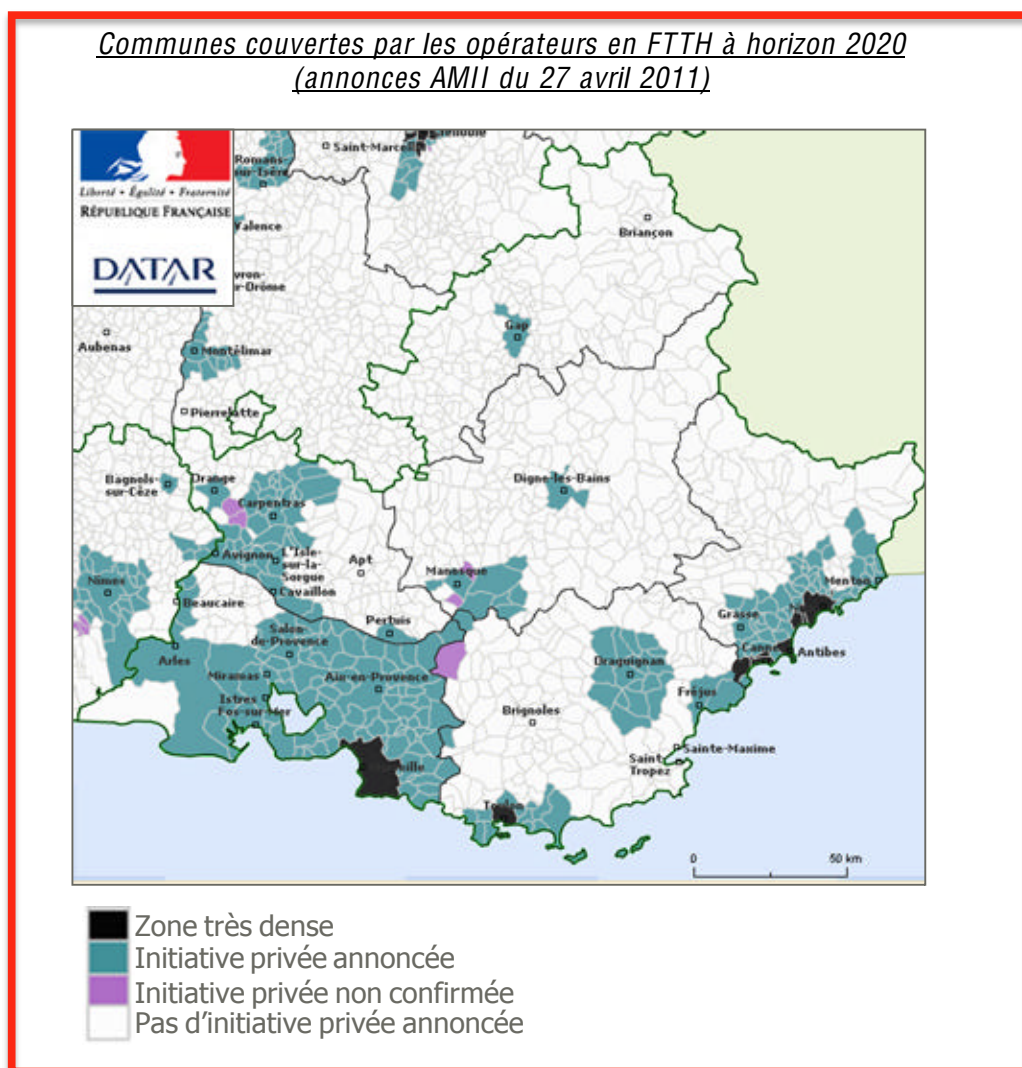 Communes couvertes par les opérateurs en FTTH à horizon 2020
(annonces AMII du 27 avril 2011)
Liberté • Égalité • Fraternité
RÉPUBLIQUE FRANÇAISE
DATAR
Saint-Marcel
Romans-
sur-Isère
Valence
Briançon
Gap
Aubenas
Montélimar
Pierrelatte
Bagnols-
sur-Cèze
Orange
Carpentras
Digne-les-Bains
Avignon
L'Isle-
sur-la-
Sorgue
Apt
Manosque
Nîmes
Beaucaire
Cavaillon
Menton
Grasse
Pertuis
Salon-
de-Provence
Arles
Antibes
Miramas
Aix-en-Provence
Draguignan
Istres
Fos-sur-Mer
Fréjus
Brignoles
Sainte-Maxime
Saint-
Tropez
Toulon
0 50 km
Zone très dense
Initiative privée annoncée
Initiative privée non confirmée
Pas d’initiative privée annoncée